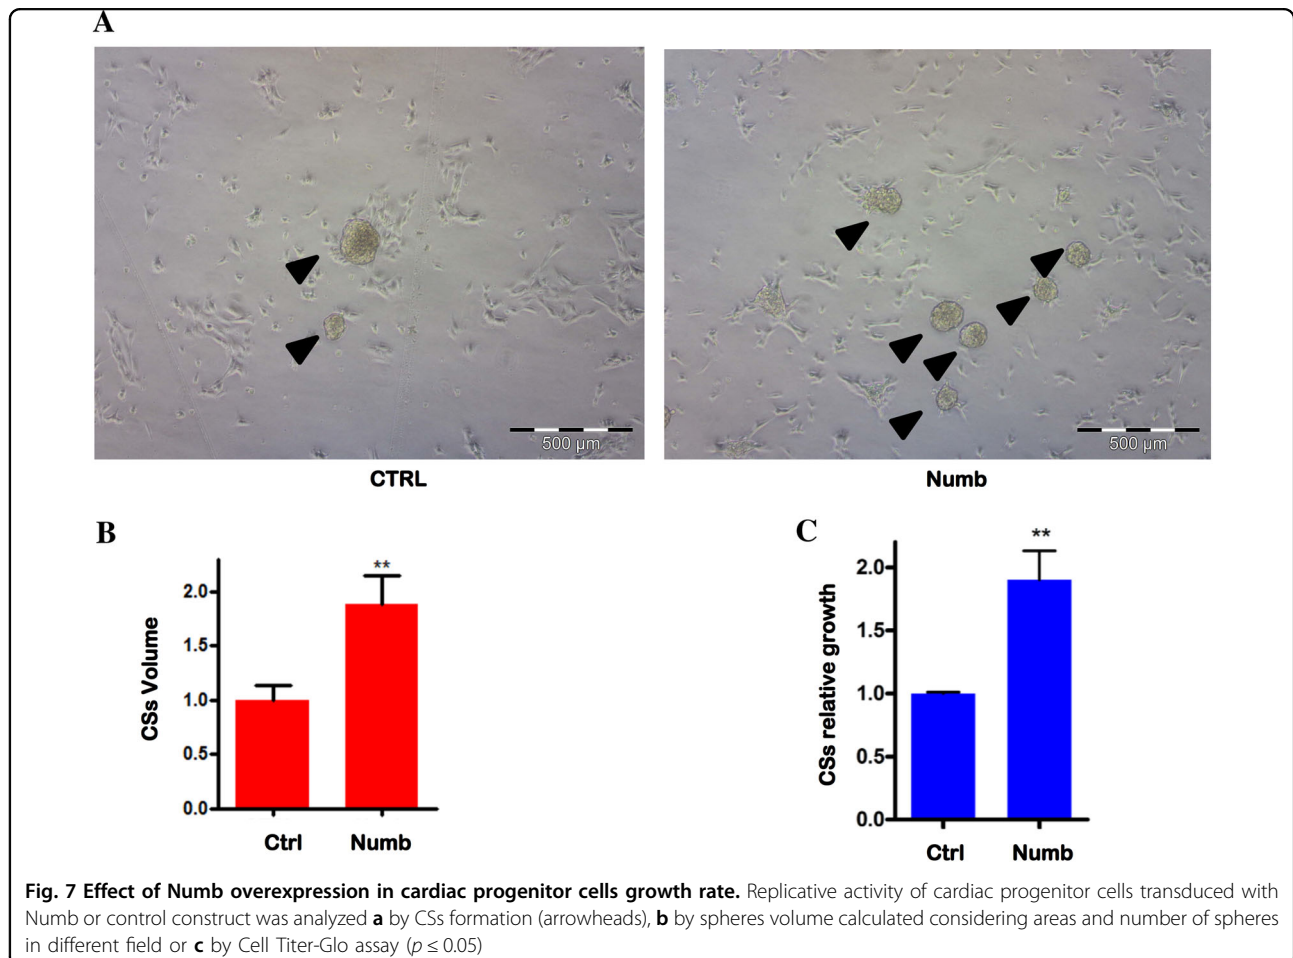 A
500 µm
500 µm
CTRL
Numb
B
CSs Volume
2.0
1.5
1.0
0.5
0.0
**
Ctrl
Numb
C
CSs relative growth
2.0
1.5
1.0
0.5
0.0
**
Ctrl
Numb
Fig. 7 Effect of Numb overexpression in cardiac progenitor cells growth rate. Replicative activity of cardiac progenitor cells transduced with
Numb or control construct was analyzed a by CSs formation (arrowheads), b by spheres volume calculated considering areas and number of spheres
in different field or c by Cell Titer-Glo assay (p ≤ 0.05)